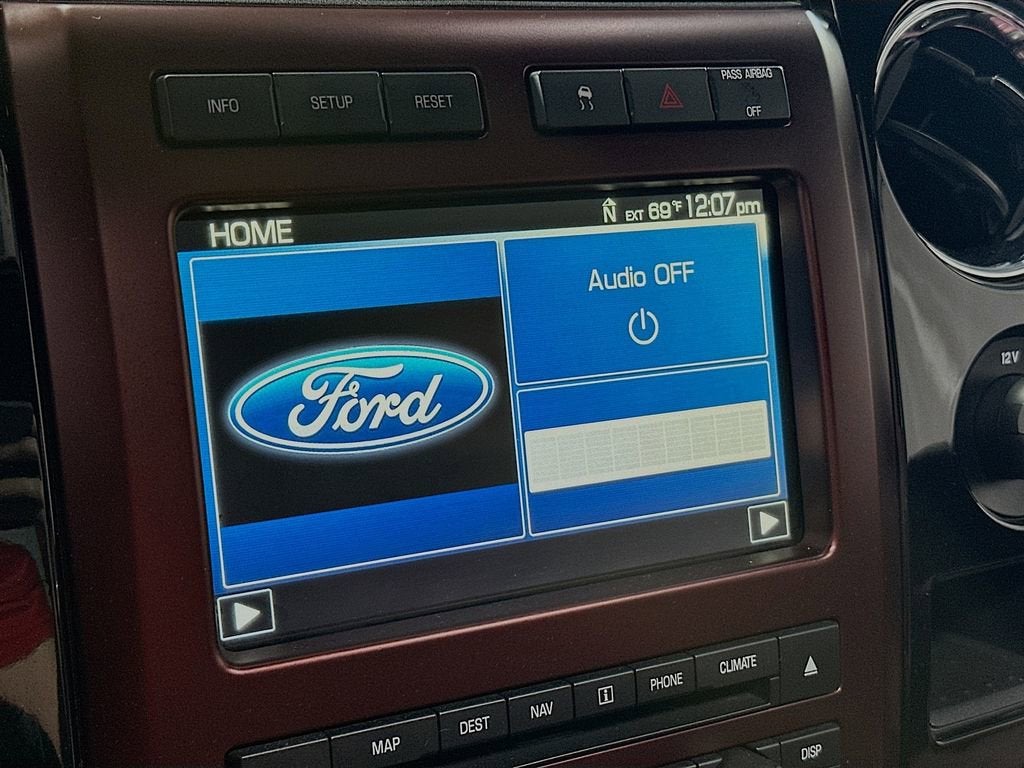 INFO
SETUP
RESET
PASS AIRBAG
OFF
HOME
N EXT 69°F 12:07pm
Audio OFF
Ford
12V
MAP
DEST
NAV
i
PHONE
CLIMATE
DISP